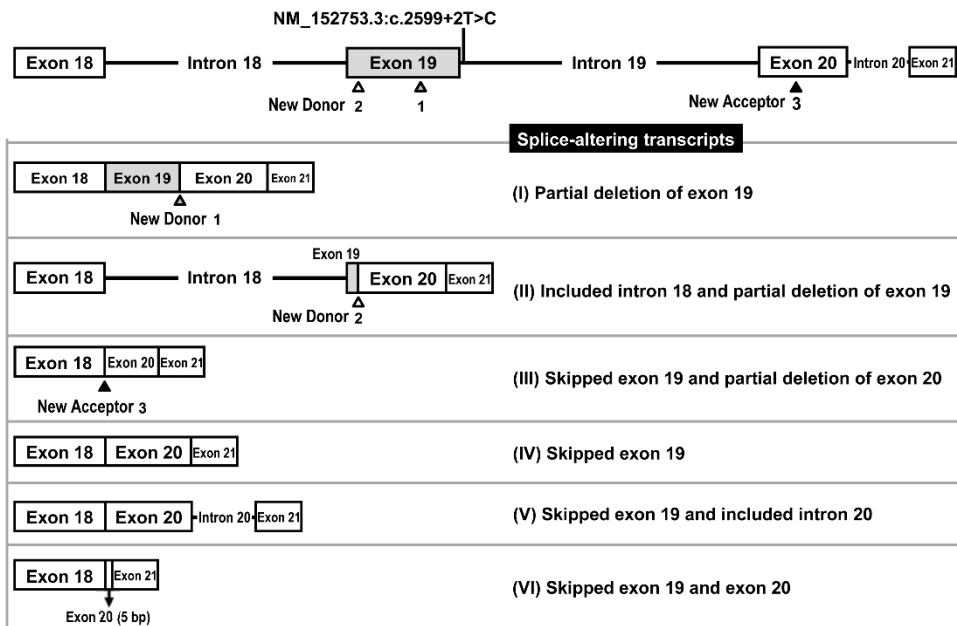 NM_152753.3:c.2599+2T>C
Exon 18 Intron 18 Exon 19 Intron 19 Exon 20 Intron 20 Exon 21
New Donor 2 1 New Acceptor 3
Splice-altering transcripts
Exon 18 Exon 19 Exon 20 Exon 21
(I) Partial deletion of exon 19
New Donor 1
Exon 19
Exon 18 Intron 18 Exon 20 Exon 21
(II) Included intron 18 and partial deletion of exon 19
New Donor 2
Exon 18 Exon 20 Exon 21
(III) Skipped exon 19 and partial deletion of exon 20
New Acceptor 3
Exon 18 Exon 20 Exon 21
(IV) Skipped exon 19
Exon 18 Exon 20 Intron 20 Exon 21
(V) Skipped exon 19 and included intron 20
Exon 18 Exon 21
(VI) Skipped exon 19 and exon 20
Exon 20 (5 bp)